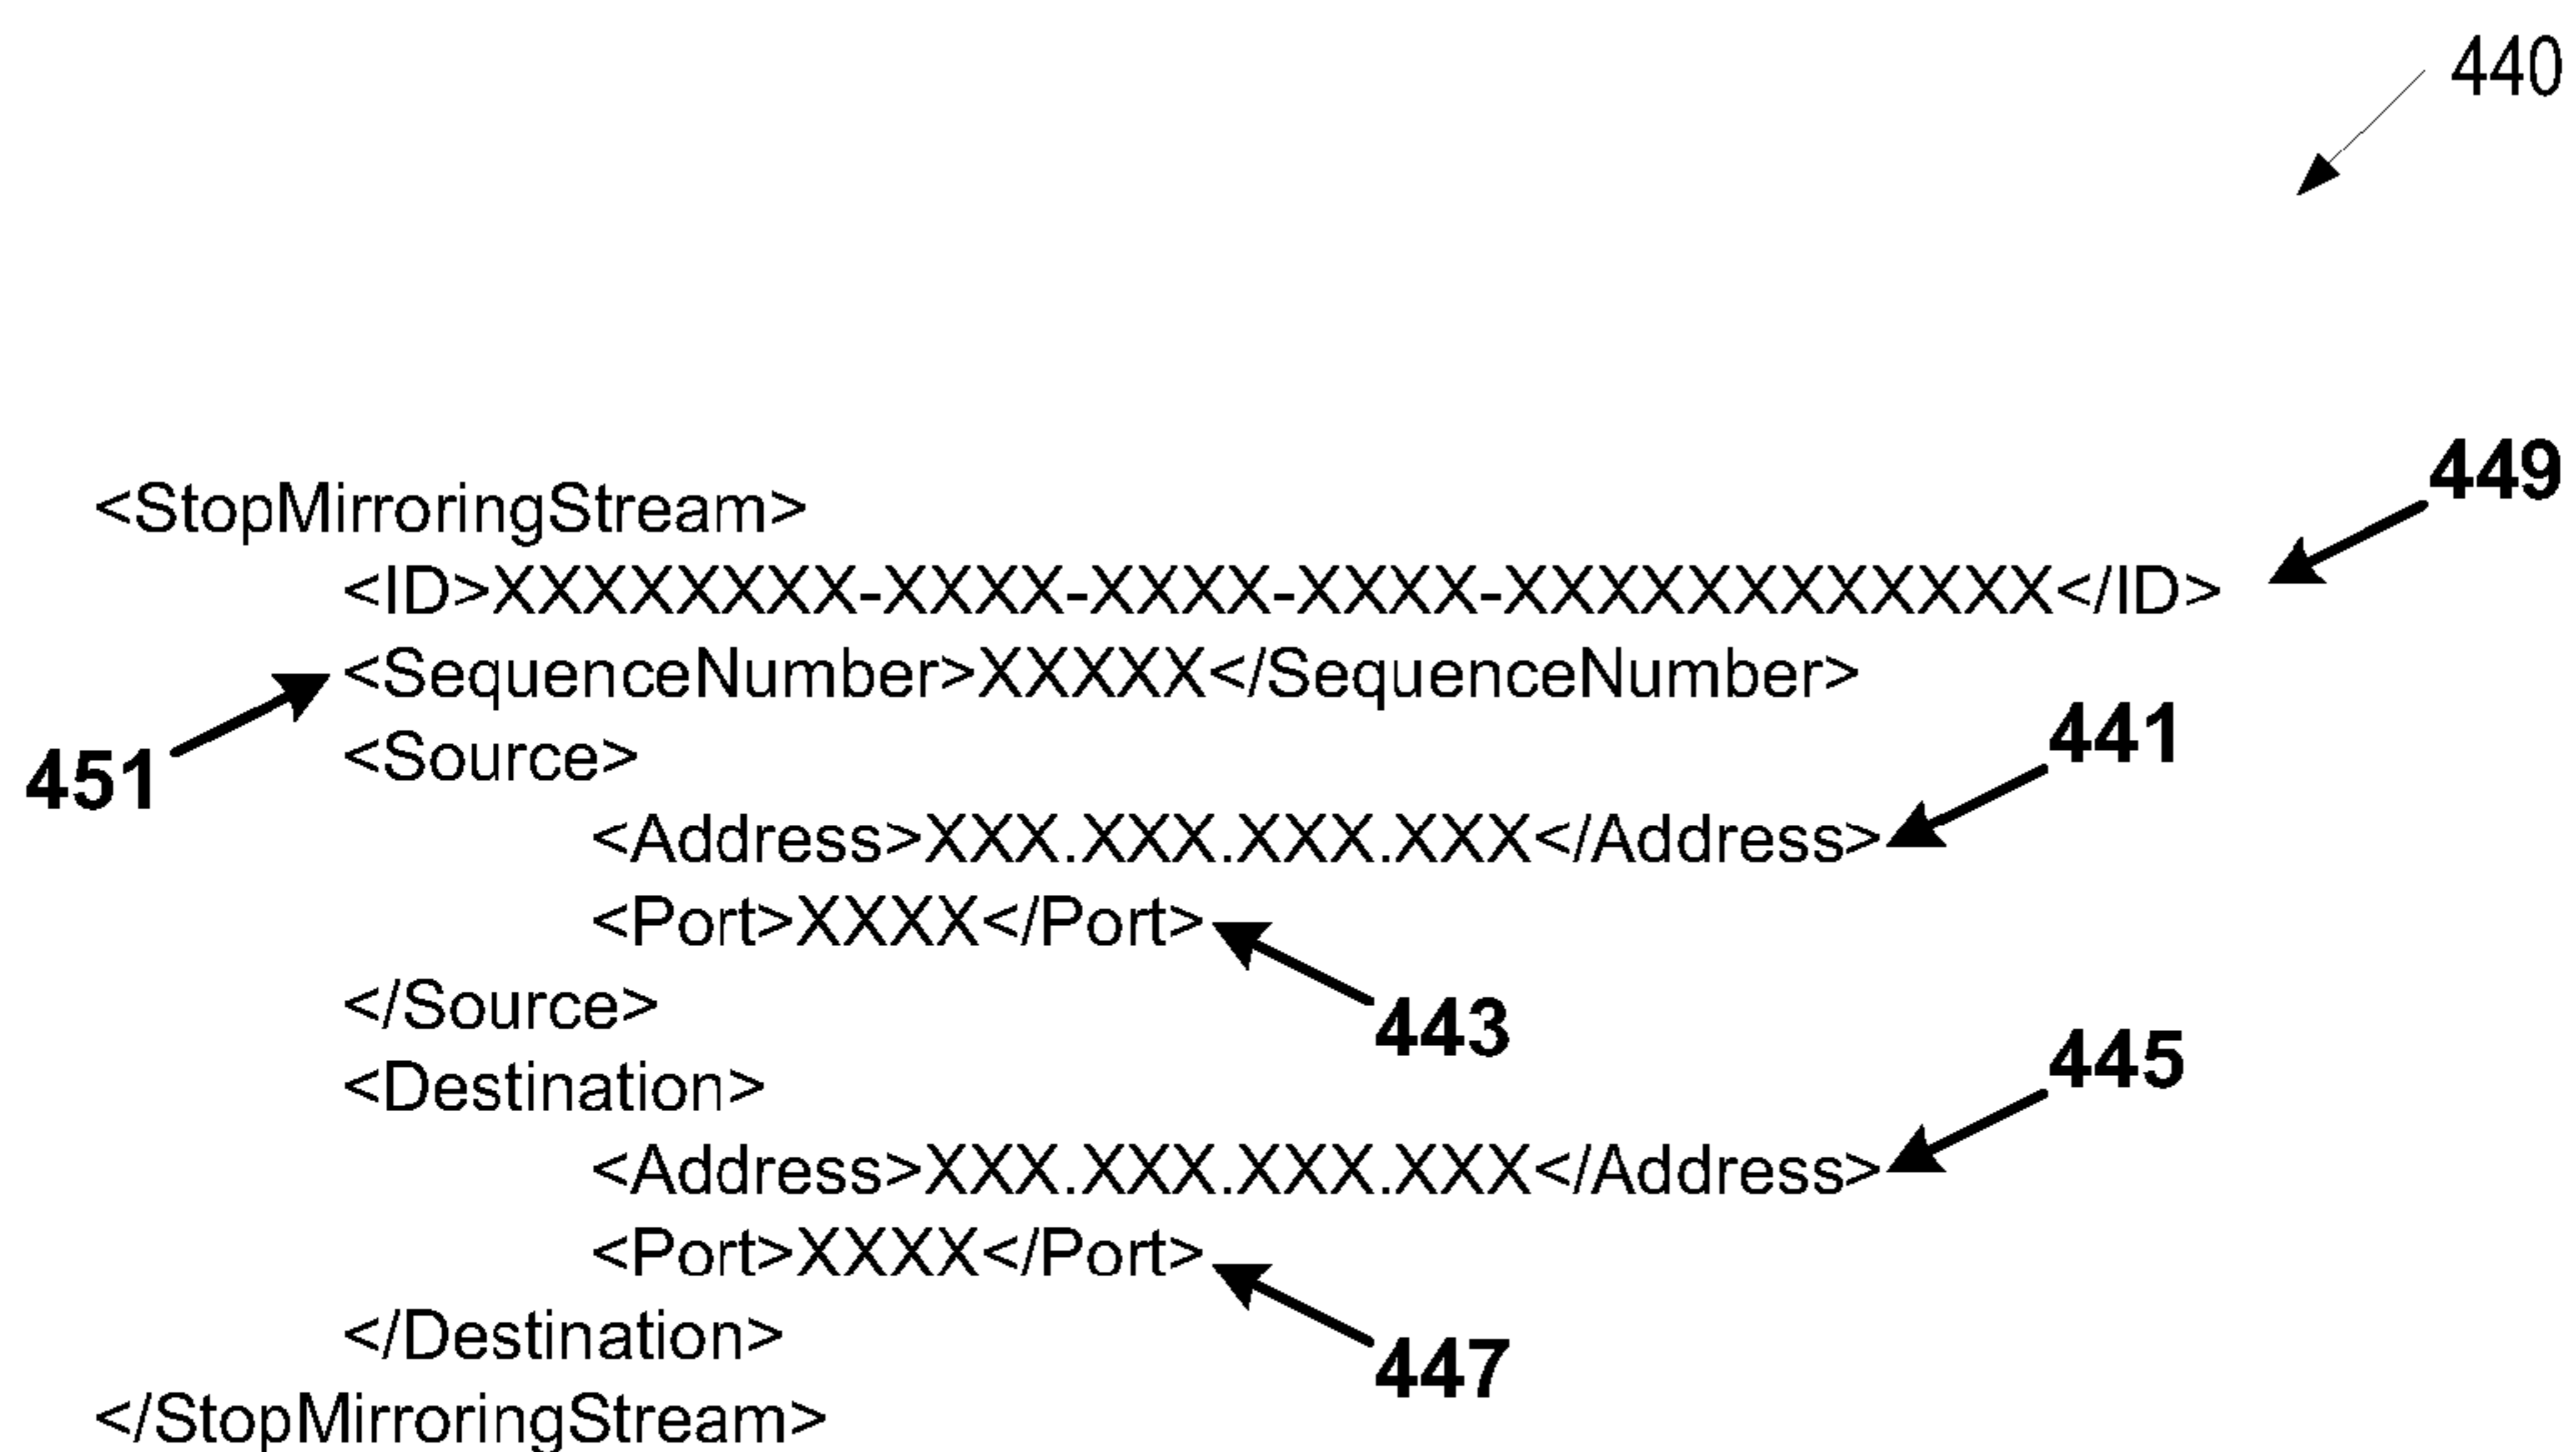 440
449
<StopMirroringStream>
<ID>XXXXXXXX-XXXX-XXXX-XXXX-XXXXXXXXXXXX</ID>
<SequenceNumber>XXXXX</SequenceNumber>
441
451
<Source>
<Address>XXX.XXX.XXX.XXX</Address>
<Port>XXXX</Port>
443
</Source>
445
<Destination>
<Address>XXX.XXX.XXX.XXX</Address>
<Port>XXXX</Port>
447
</Destination>
</StopMirroringStream>